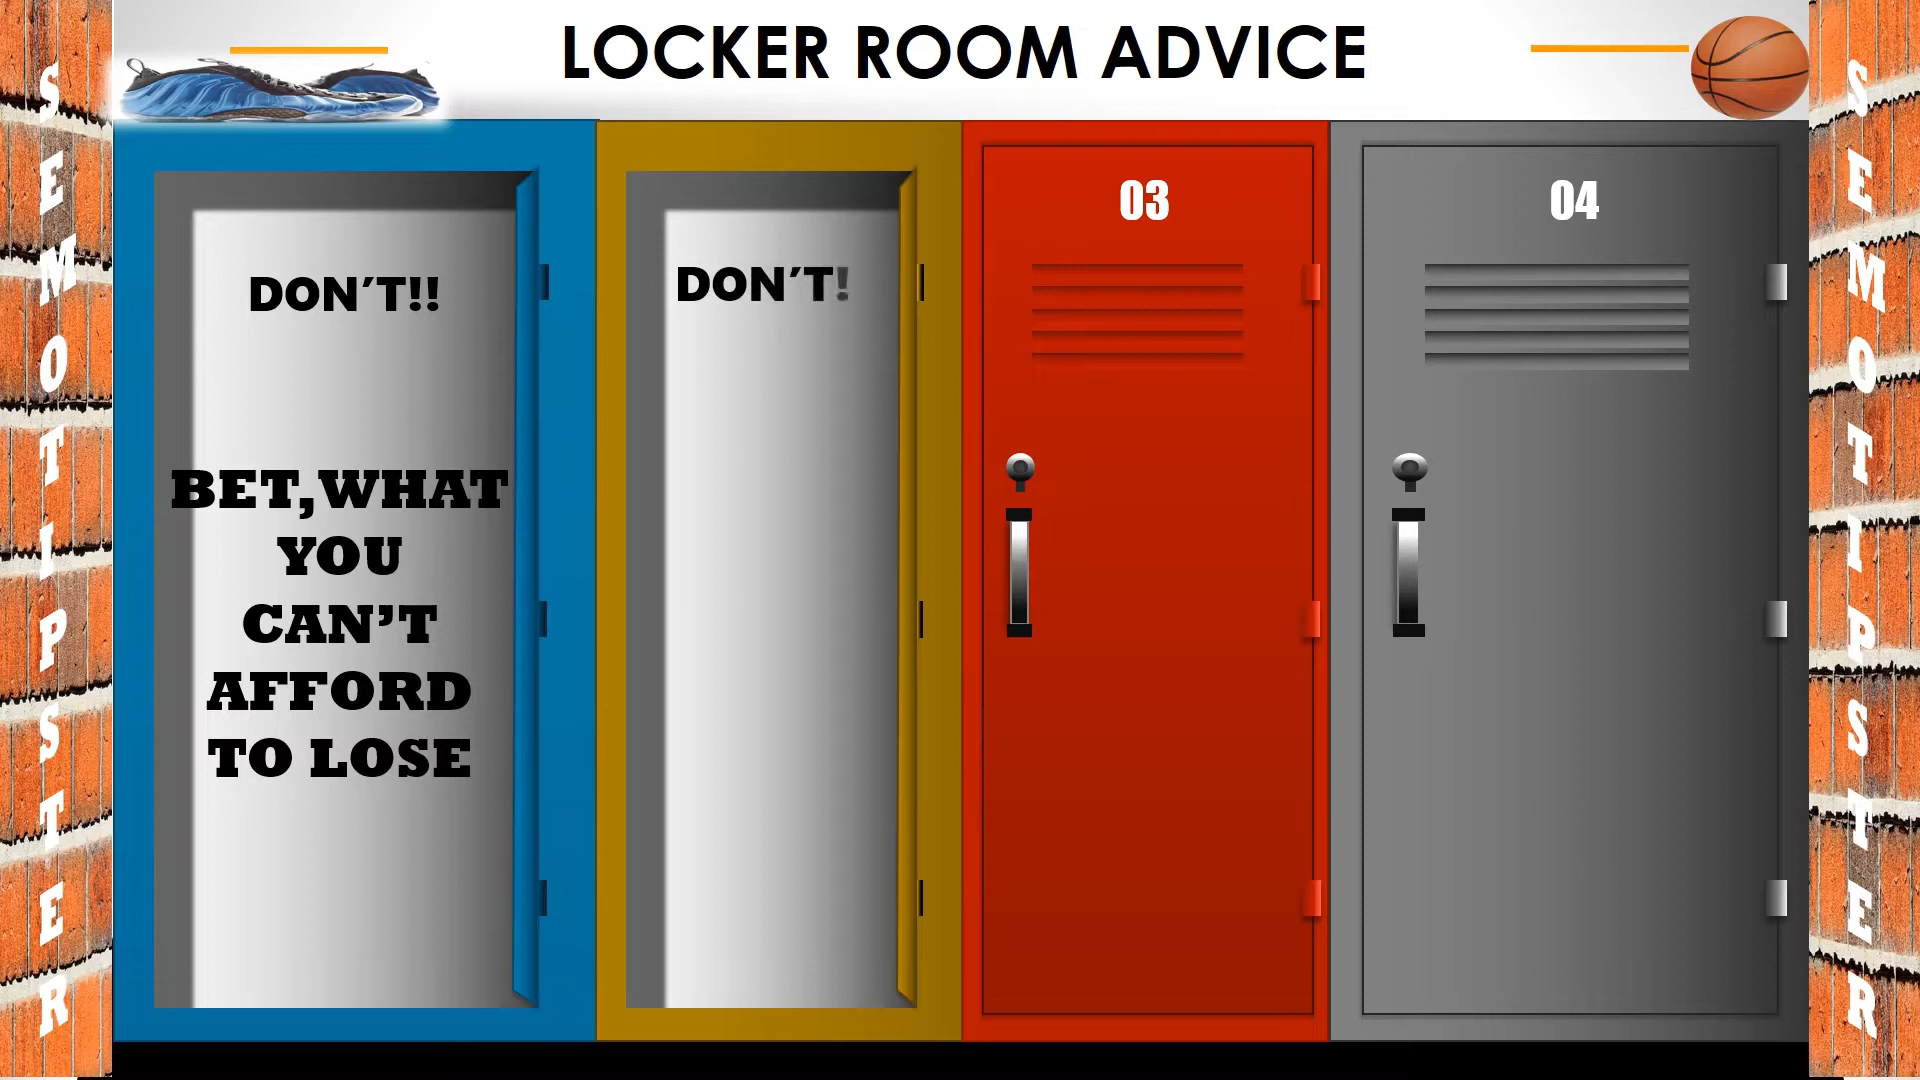 LOCKER ROOM ADVICE
SEMOTIPSTER
DON'T!!
BET,WHAT
YOU
CAN'T
AFFORD
TO LOSE
DON'T!
03
04
SEMOTIPSTER